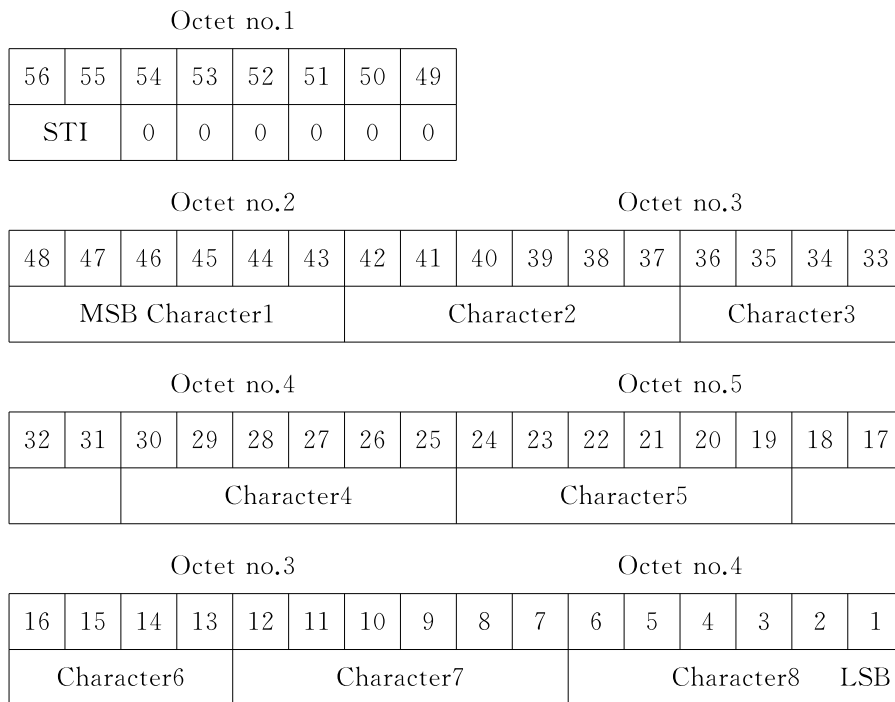 Octet no.1
56 55 54 53 52 51 50 49
STI 0 0 0 0 0 0
Octet no.2 Octet no.3
48 47 46 45 44 43 42 41 40 39 38 37 36 35 34 33
MSB Character1 Character2 Character3
Octet no.4 Octet no.5
32 31 30 29 28 27 26 25 24 23 22 21 20 19 18 17
Character4 Character5
Octet no.3 Octet no.4
16 15 14 13 12 11 10 9 8 7 6 5 4 3 2 1
Character6 Character7 Character8 LSB